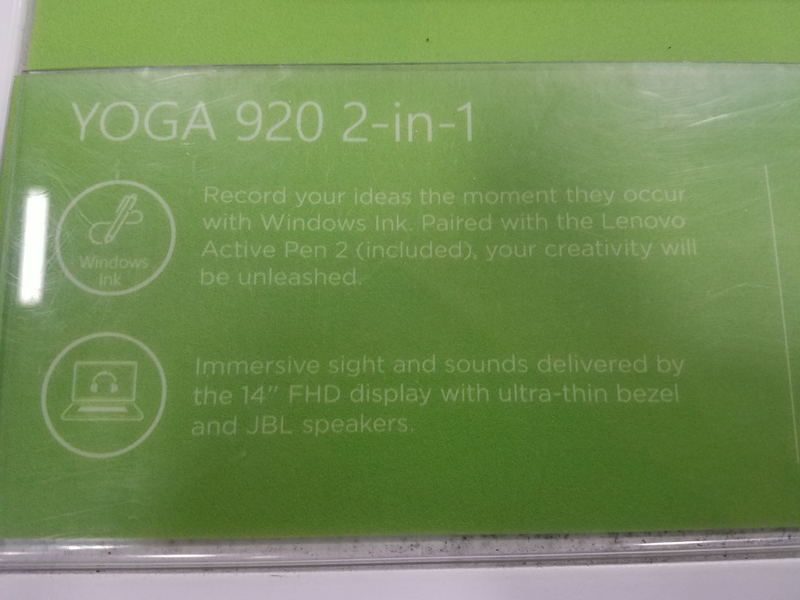 YOGA 920 2-in-1
Windows
Ink
Record your ideas the moment they occur
with Windows Ink. Paired with the Lenovo
Active Pen 2 (included), your creativity will
be unleashed.
Immersive sight and sounds delivered by
the 14" FHD display with ultra-thin bezel
and JBL speakers.